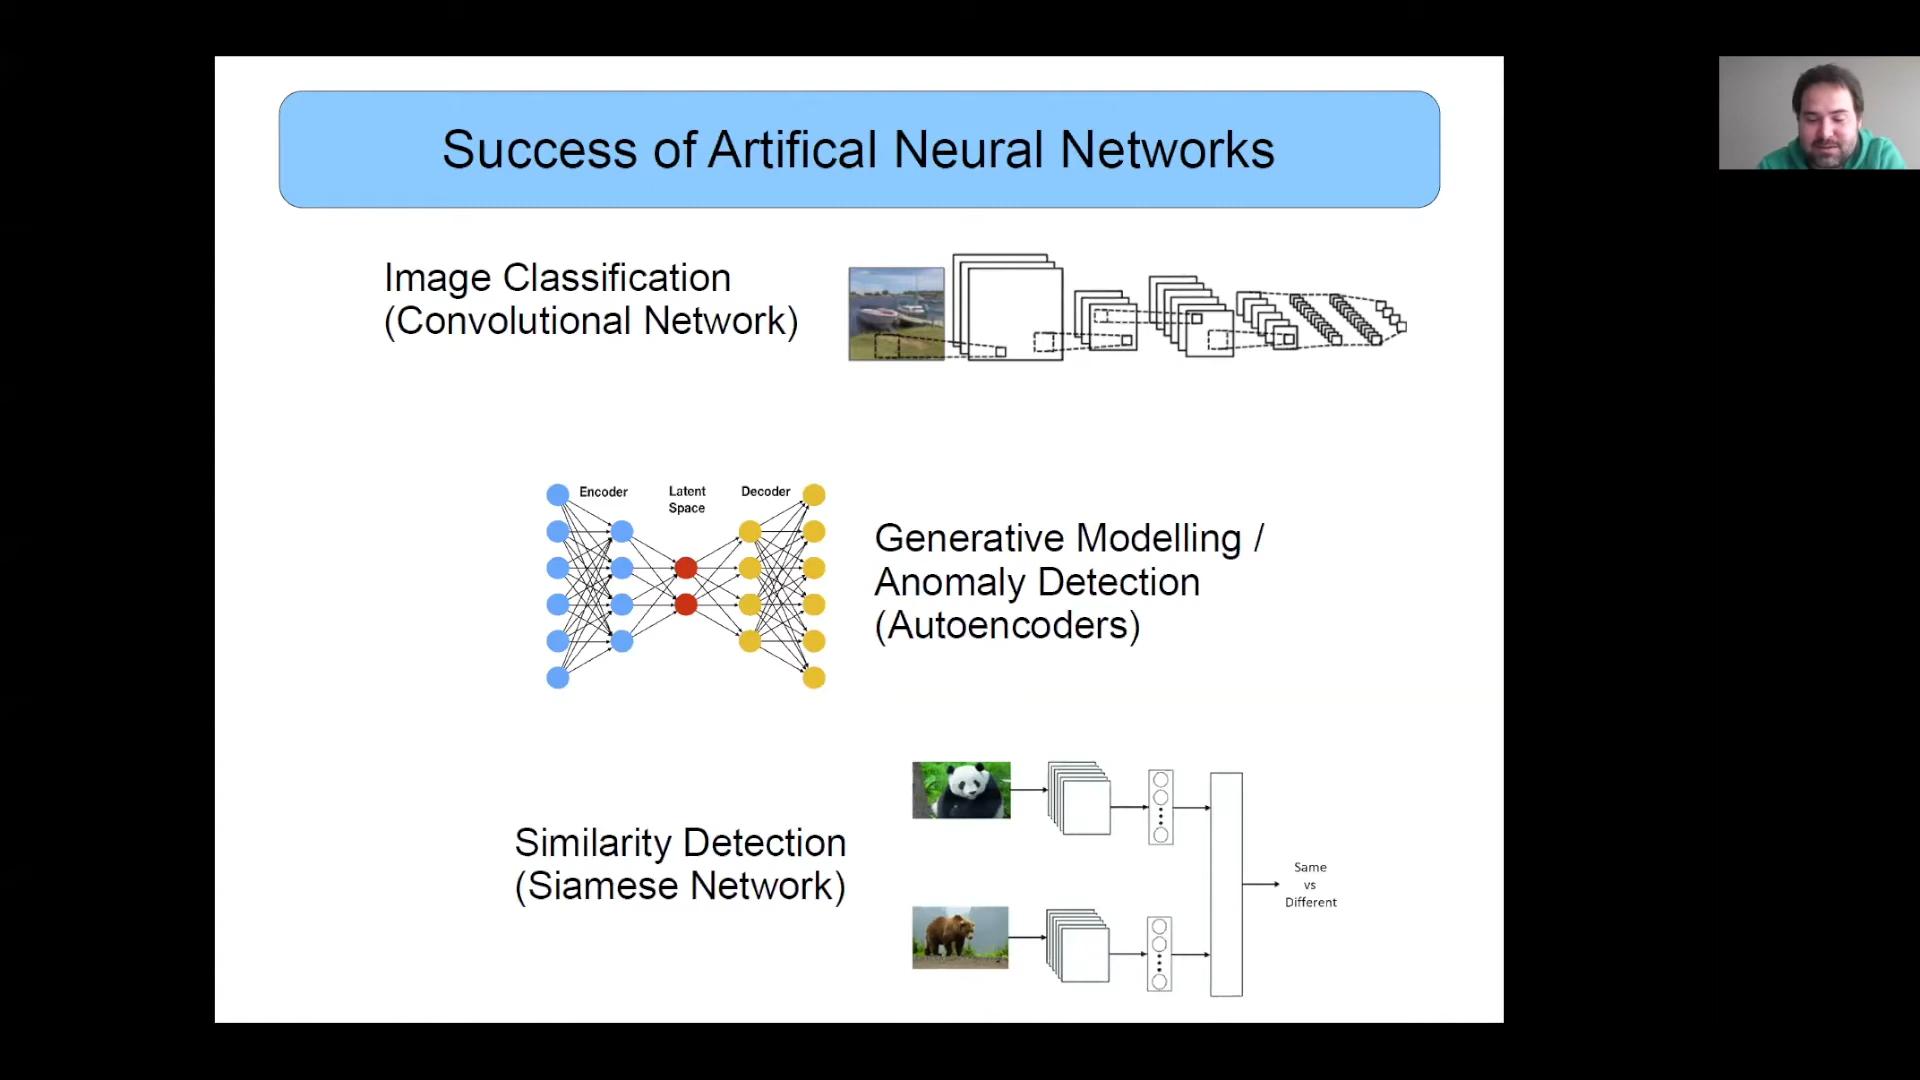 Success of Artifical Neural Networks
Image Classification
(Convolutional Network)
Encoder
Latent
Space
Decoder
Generative Modelling /
Anomaly Detection
(Autoencoders)
Similarity Detection
(Siamese Network)
Same
vs
Different